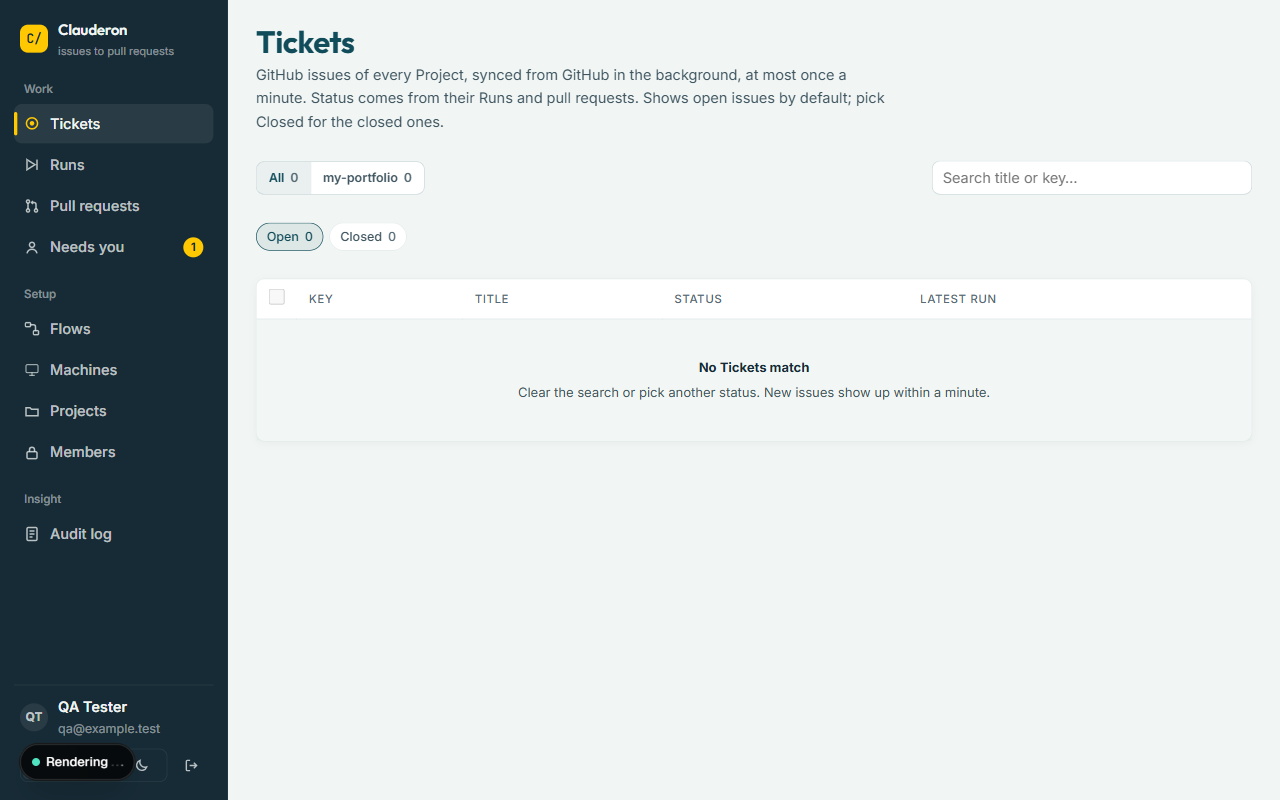 C/
Clauderon
issues to pull requests
Work
Tickets
Runs
Pull requests
Needs you 1
Setup
Flows
Machines
Projects
Members
Insight
Audit log
QT
QA Tester
qa@example.test
Rendering ...
Tickets
GitHub issues of every Project, synced from GitHub in the background, at most once a
minute. Status comes from their Runs and pull requests. Shows open issues by default; pick
Closed for the closed ones.
All 0 my-portfolio 0
Search title or key...
Open 0 Closed 0
KEY TITLE STATUS LATEST RUN
No Tickets match
Clear the search or pick another status. New issues show up within a minute.